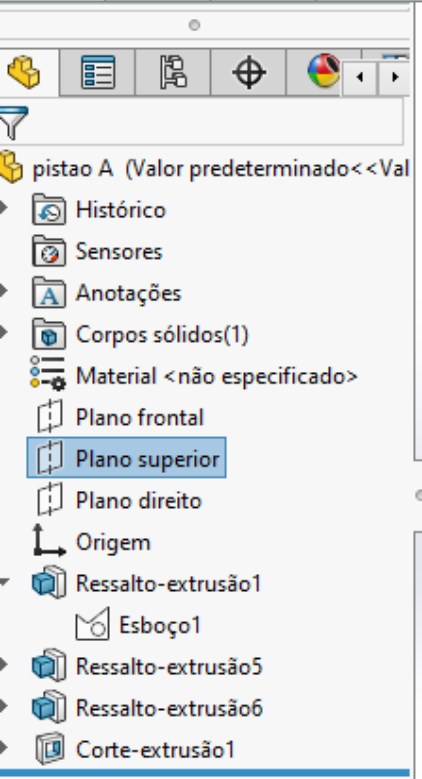 pistao A (Valor predeterminado<<Val
Histórico
Sensores
Anotações
Corpos sólidos(1)
Material <não especificado>
Plano frontal
Plano superior
Plano direito
Origem
Ressalto-extrusão1
Esboço1
Ressalto-extrusão5
Ressalto-extrusão6
Corte-extrusão1